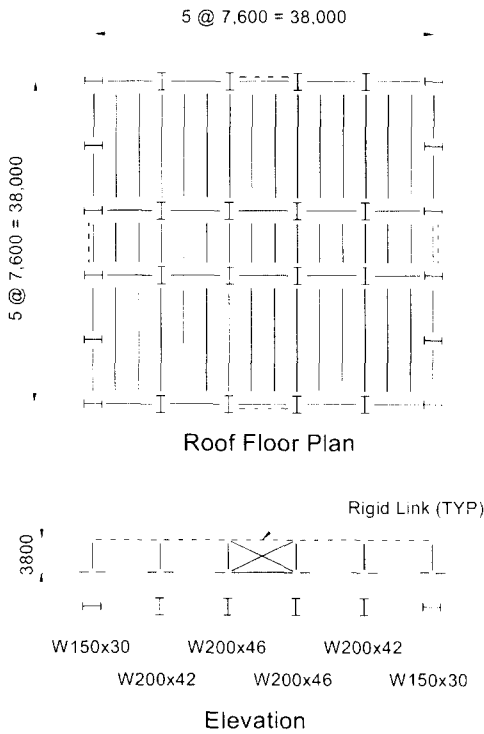 5 @ 7,600 = 38,000
5 @ 7,600 = 38,000
Roof Floor Plan
Rigid Link (TYP)
3800
W150x30 W200x46 W200x42
W200x42 W200x46 W150x30
Elevation